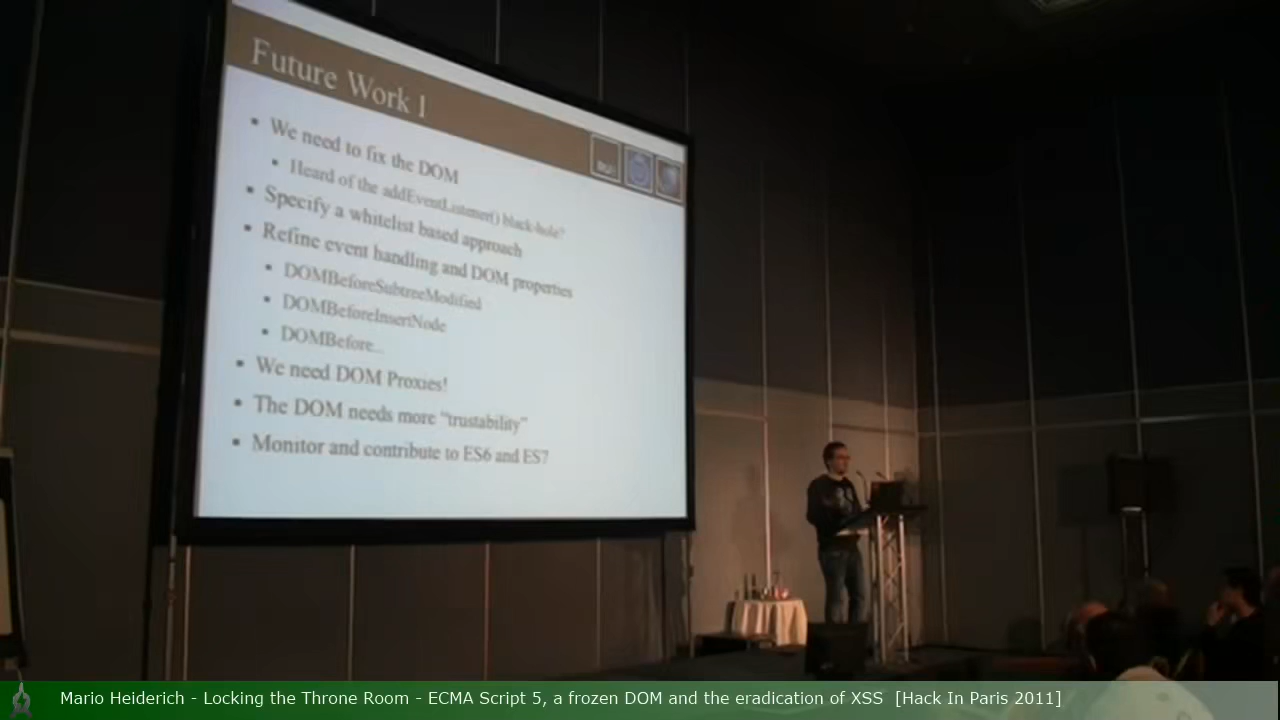 Future Work I
We need to fix the DOM
Heard of the addEventListener() black-hole?
Specify a whitelist based approach
Refine event handling and DOM properties
DOMBeforeSubtreeModified
DOMBeforeInsertNode
DOMBefore...
We need DOM Proxies!
The DOM needs more “trustability”
Monitor and contribute to ES6 and ES7
Mario Heiderich - Locking the Throne Room - ECMA Script 5, a frozen DOM and the eradication of XSS [Hack In Paris 2011]